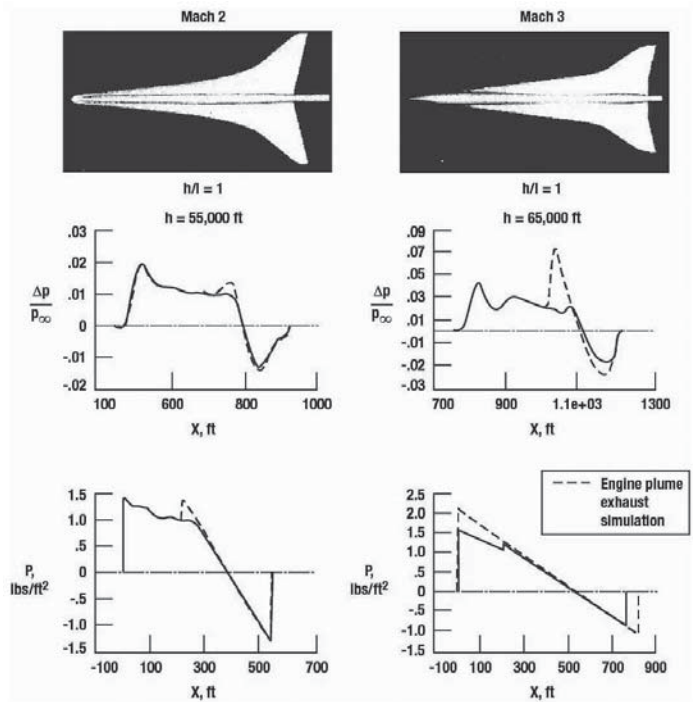 Mach 2
Mach 3
h/l = 1
h/l = 1
h = 55,000 ft
h = 65,000 ft
.03
.02
.01
0
-.01
-.02
Δp
p∞
100 600 800 1000
X, ft
.09
.07
.05
.03
.01
-.01
-.02
-.03
Δp
p∞
700 900 1.1e+03 1300
X, ft
1.5
1.0
.5
0
-.5
-1.0
-1.5
P,
lbs/ft2
-100 100 300 500 700
X, ft
Engine plume
exhaust
simulation
2.5
2.0
1.5
1.0
.5
0
-.5
-1.0
-1.5
P,
lbs/ft2
-100 100 300 500 700 900
X, ft